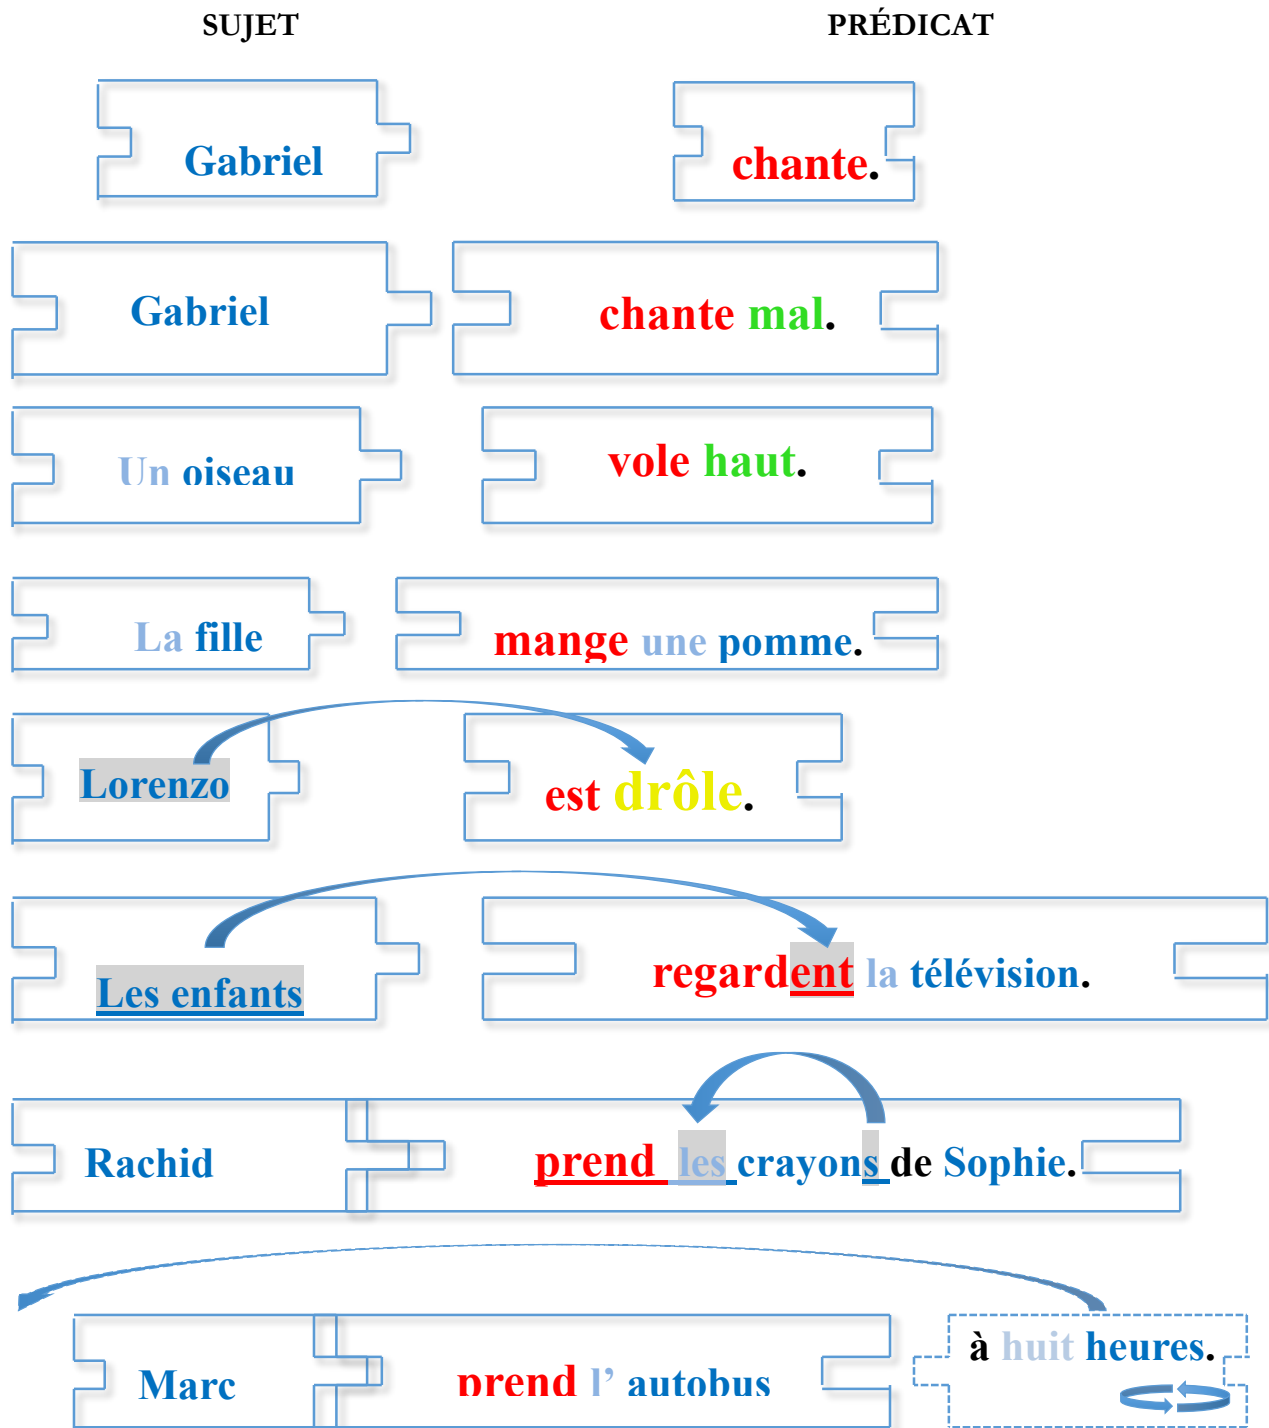 SUJET PRÉDICAT
Gabriel chante.
Gabriel chante mal.
Un oiseau vole haut.
La fille mange une pomme.
Lorenzo est drôle.
Les enfants regardent la télévision.
Rachid prend les crayons de Sophie.
Marc prend l’ autobus à huit heures.